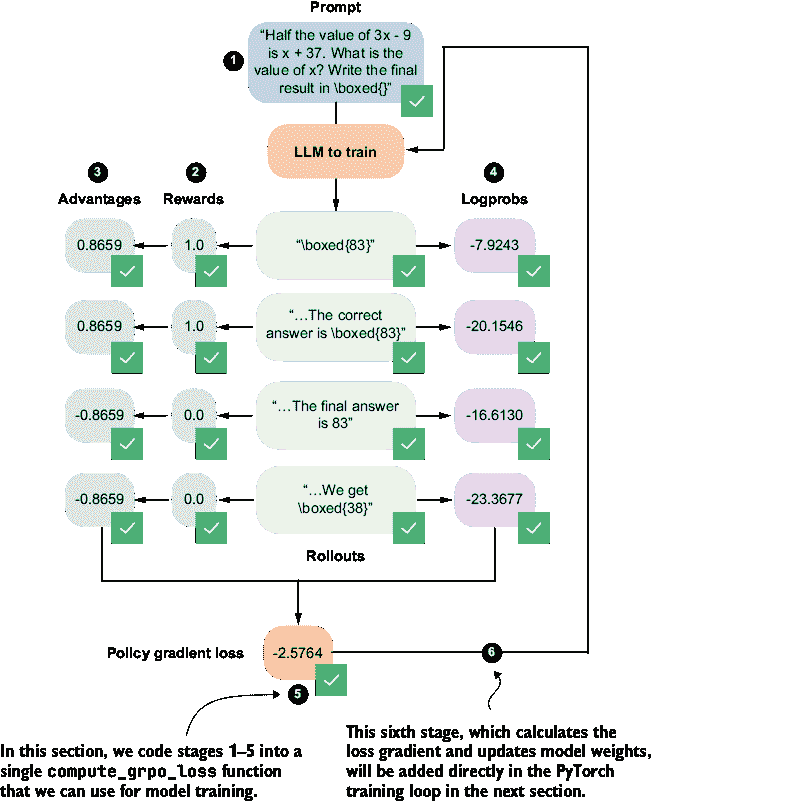 Prompt
1
“Half the value of 3x - 9
is x + 37. What is the
value of x? Write the final
result in \boxed{}”
LLM to train
3
2
4
Advantages
Rewards
Logprobs
0.8659
1.0
“\boxed{83}”
-7.9243
0.8659
1.0
“…The correct
answer is \boxed{83}”
-20.1546
-0.8659
0.0
“…The final answer
is 83”
-16.6130
-0.8659
0.0
“…We get
\boxed{38}”
-23.3677
Rollouts
Policy gradient loss
-2.5764
6
5
In this section, we code stages 1–5 into a
single compute_grpo_loss function
that we can use for model training.
This sixth stage, which calculates the
loss gradient and updates model weights,
will be added directly in the PyTorch
training loop in the next section.